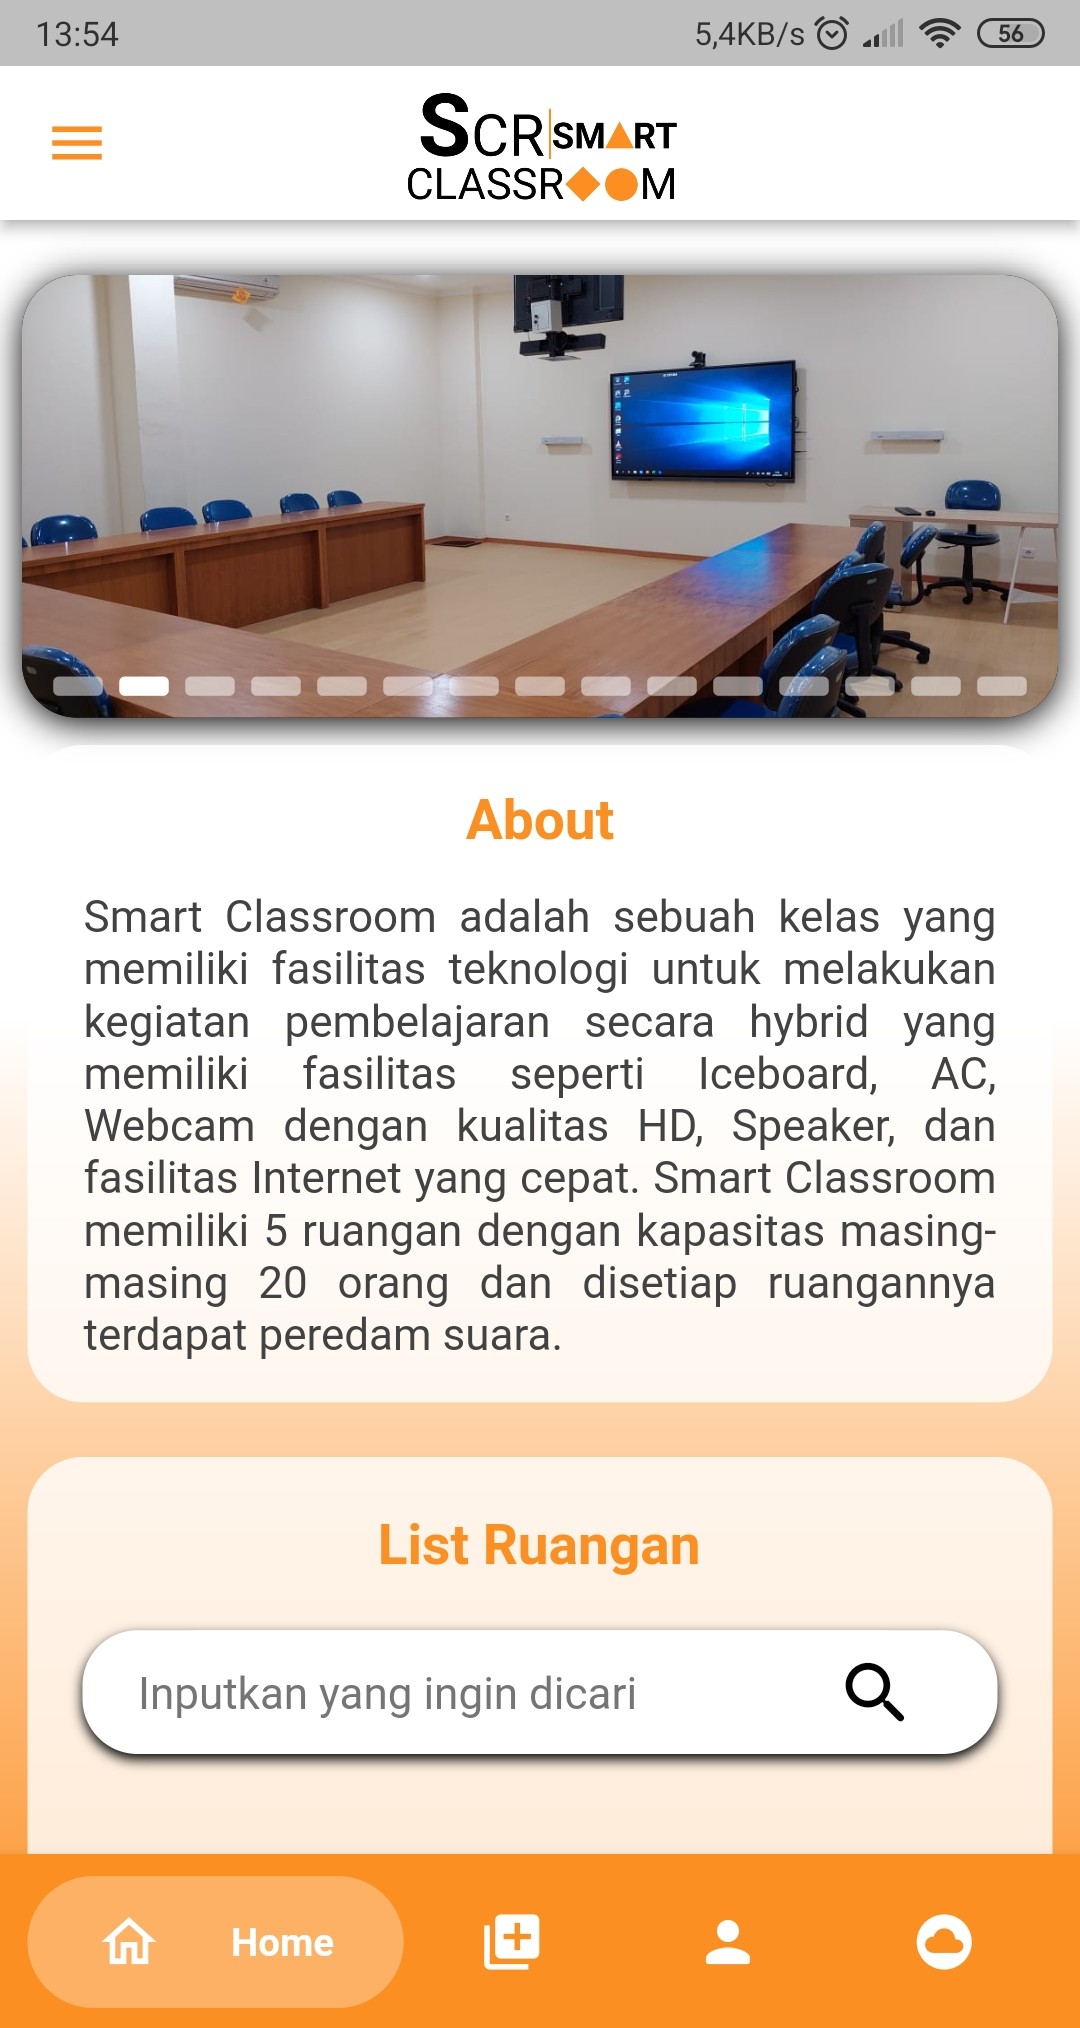 13:54 5,4KB/s 56
SCR SMART
CLASSROOM
About
Smart Classroom adalah sebuah kelas yang
memiliki fasilitas teknologi untuk melakukan
kegiatan pembelajaran secara hybrid yang
memiliki fasilitas seperti Iceboard, AC,
Webcam dengan kualitas HD, Speaker, dan
fasilitas Internet yang cepat. Smart Classroom
memiliki 5 ruangan dengan kapasitas masing-
masing 20 orang dan disetiap ruangannya
terdapat peredam suara.
List Ruangan
Inputkan yang ingin dicari
Home